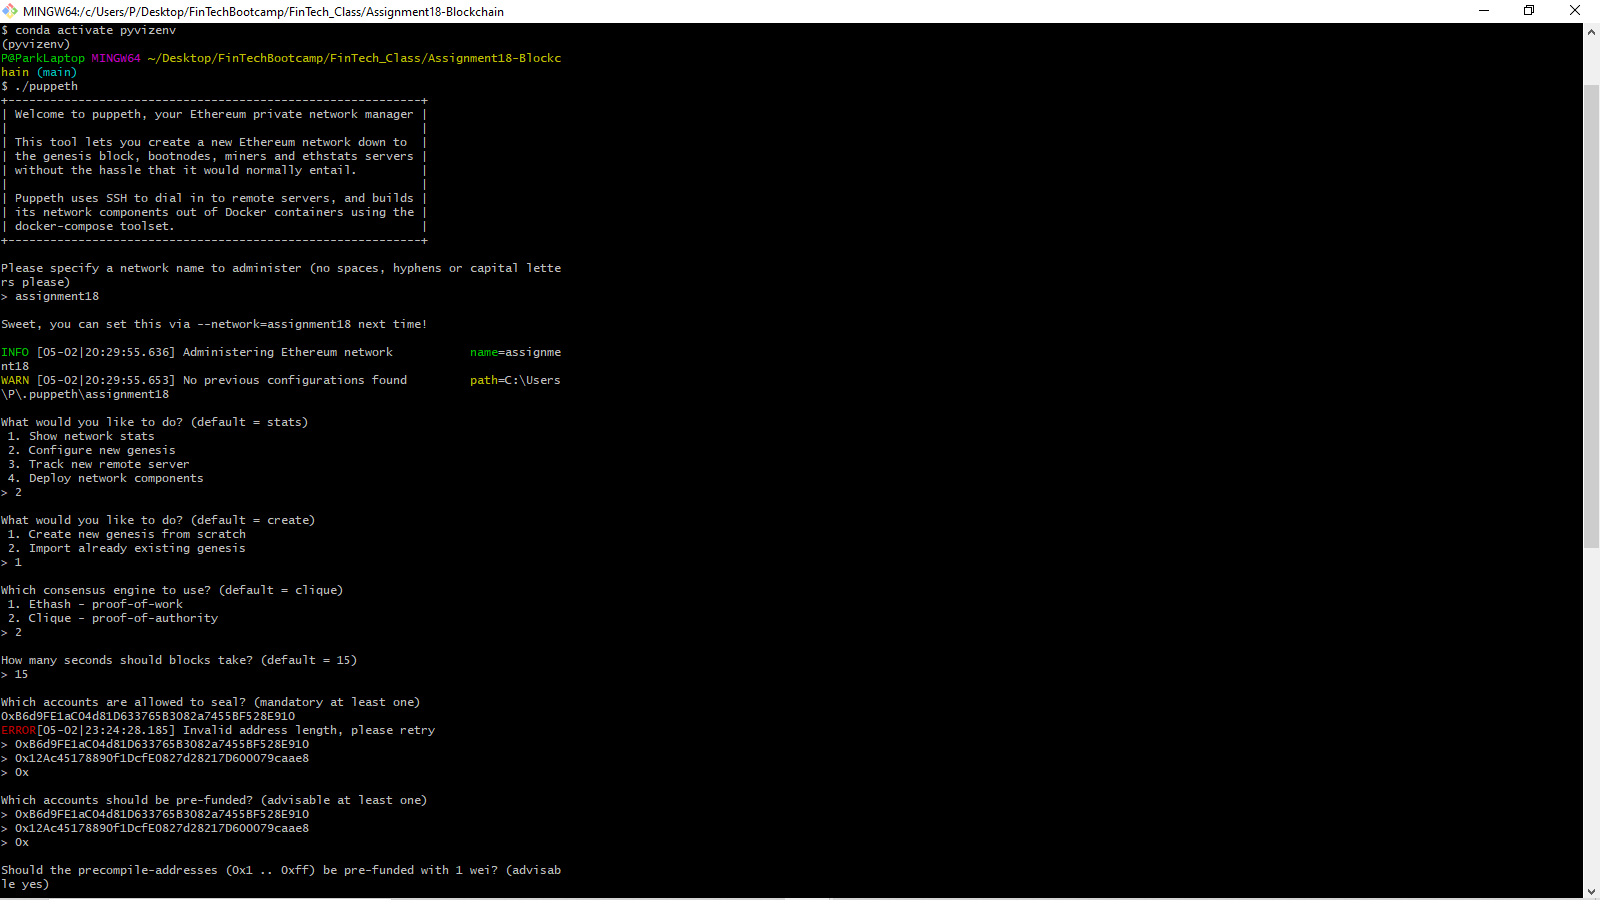 MINGW64:/c/Users/P/Desktop/FinTechBootcamp/FinTech_Class/Assignment18-Blockchain
$ conda activate pyvizenv
(pyvizenv)
P@ParkLaptop MINGW64 ~/Desktop/FinTechBootcamp/FinTech_Class/Assignment18-Blockc
hain (main)
$ ./puppeth
+-----------------------------------------------------------+
| Welcome to puppeth, your Ethereum private network manager |
|                                                           |
| This tool lets you create a new Ethereum network down to  |
| the genesis block, bootnodes, miners and ethstats servers |
| without the hassle that it would normally entail.         |
|                                                           |
| Puppeth uses SSH to dial in to remote servers, and builds |
| its network components out of Docker containers using the |
| docker-compose toolset.                                   |
+-----------------------------------------------------------+
Please specify a network name to administer (no spaces, hyphens or capital lette
rs please)
> assignment18
Sweet, you can set this via --network=assignment18 next time!
INFO [05-02|20:29:55.636] Administering Ethereum network           name=assignme
nt18
WARN [05-02|20:29:55.653] No previous configurations found         path=C:\Users
\P\.puppeth\assignment18
What would you like to do? (default = stats)
 1. Show network stats
 2. Configure new genesis
 3. Track new remote server
 4. Deploy network components
> 2
What would you like to do? (default = create)
 1. Create new genesis from scratch
 2. Import already existing genesis
> 1
Which consensus engine to use? (default = clique)
 1. Ethash - proof-of-work
 2. Clique - proof-of-authority
> 2
How many seconds should blocks take? (default = 15)
> 15
Which accounts are allowed to seal? (mandatory at least one)
0xB6d9FE1aC04d81D633765B3082a7455BF528E910
ERROR[05-02|23:24:28.185] Invalid address length, please retry
> 0xB6d9FE1aC04d81D633765B3082a7455BF528E910
> 0x12Ac45178890f1DcfE0827d28217D600079caae8
> 0x
Which accounts should be pre-funded? (advisable at least one)
> 0xB6d9FE1aC04d81D633765B3082a7455BF528E910
> 0x12Ac45178890f1DcfE0827d28217D600079caae8
> 0x
Should the precompile-addresses (0x1 .. 0xff) be pre-funded with 1 wei? (advisab
le yes)